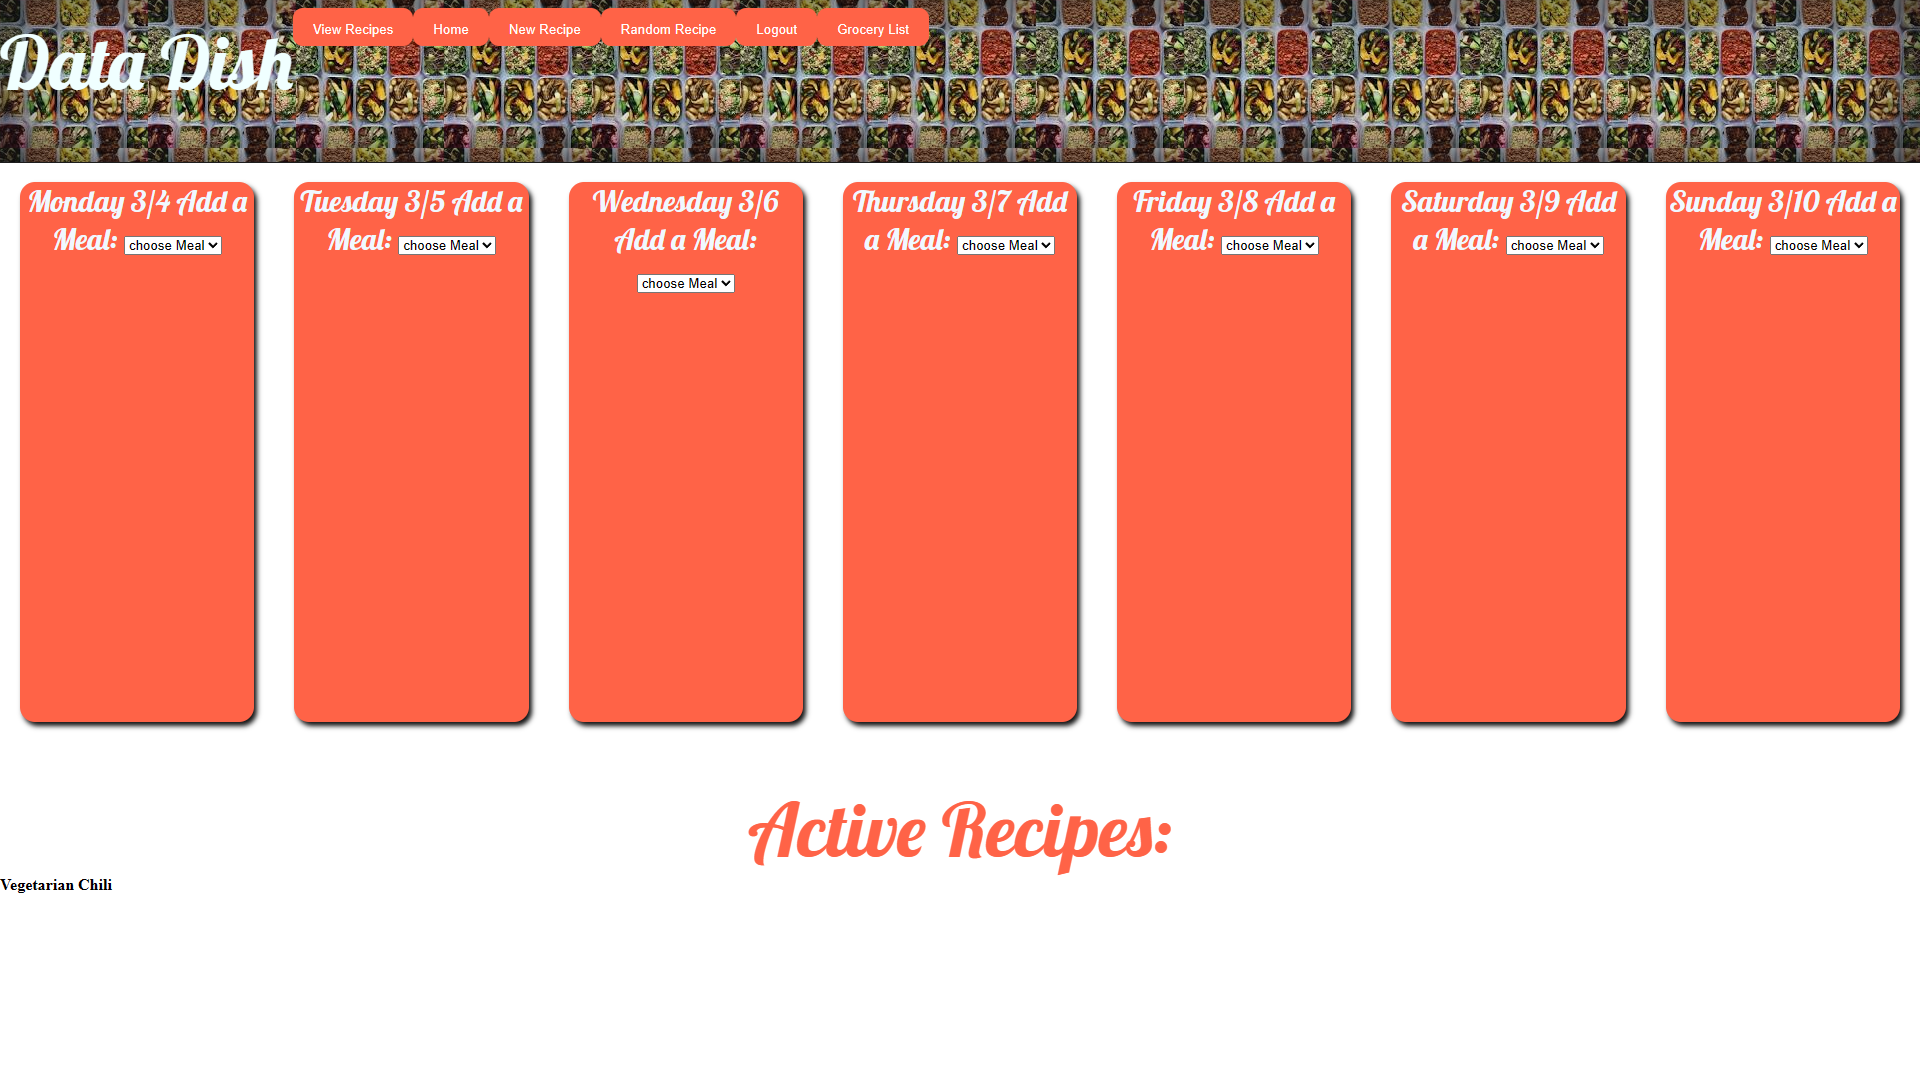 Data Dish
View Recipes
Home
New Recipe
Random Recipe
Logout
Grocery List
Monday 3/4 Add a
Meal: choose Meal
Tuesday 3/5 Add a
Meal: choose Meal
Wednesday 3/6
Add a Meal:
choose Meal
Thursday 3/7 Add
a Meal: choose Meal
Friday 3/8 Add a
Meal: choose Meal
Saturday 3/9 Add
a Meal: choose Meal
Sunday 3/10 Add a
Meal: choose Meal
Active Recipes:
Vegetarian Chili